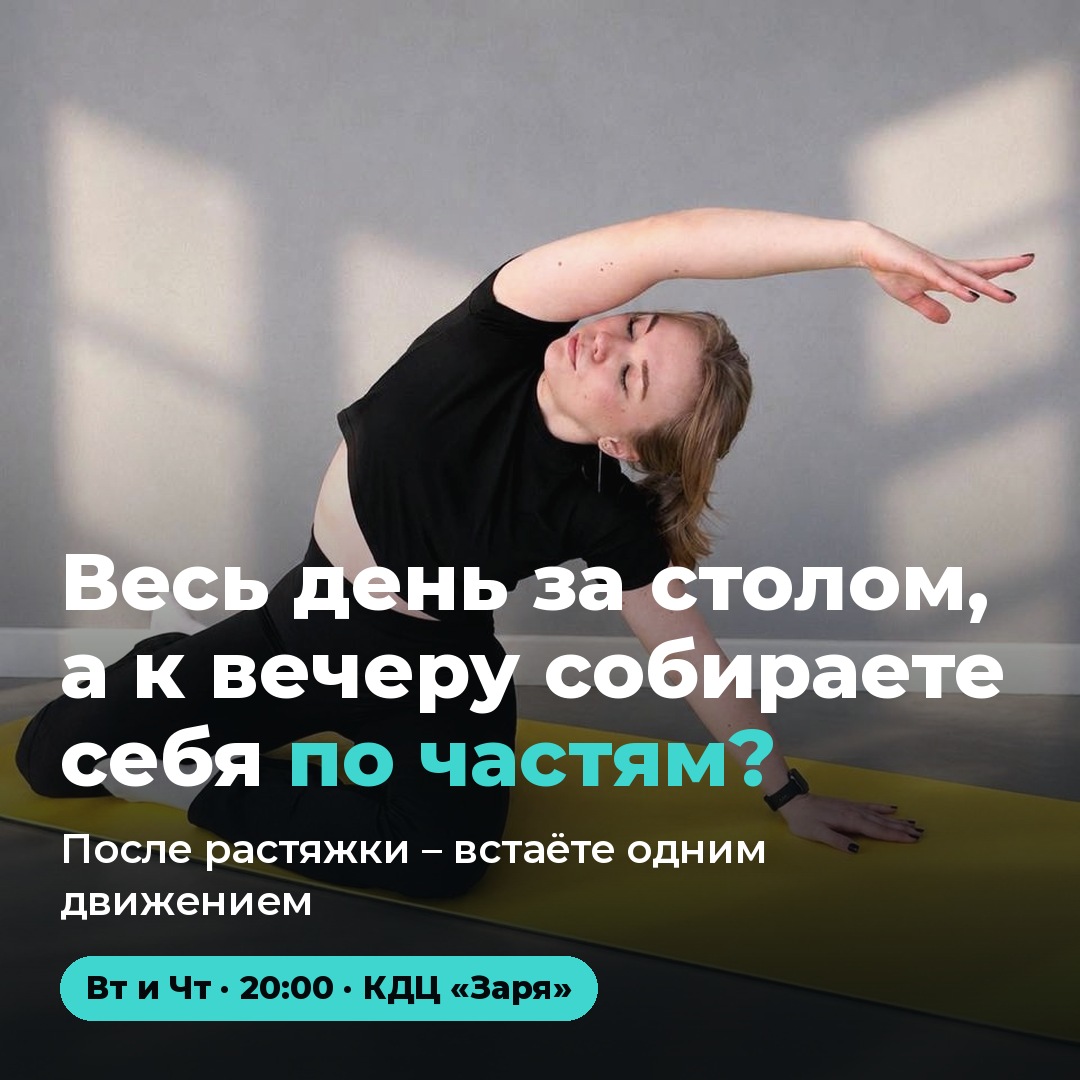 Весь день за столом,
а к вечеру собираете
себя по частям?
После растяжки – встаёте одним
движением
Вт и Чт · 20:00 · КДЦ «Заря»